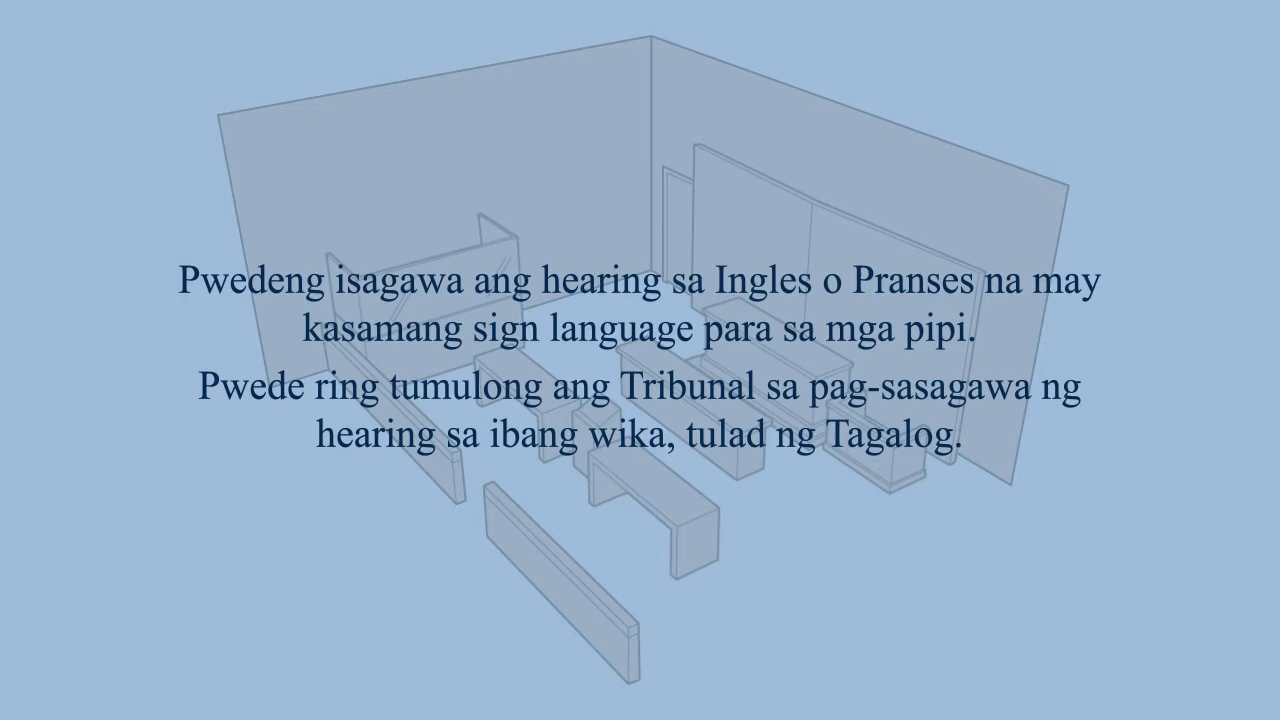 Pwedeng isagawa ang hearing sa Ingles o Pranses na may
kasamang sign language para sa mga pipi.
Pwede ring tumulong ang Tribunal sa pag-sasagawa ng
hearing sa ibang wika, tulad ng Tagalog.